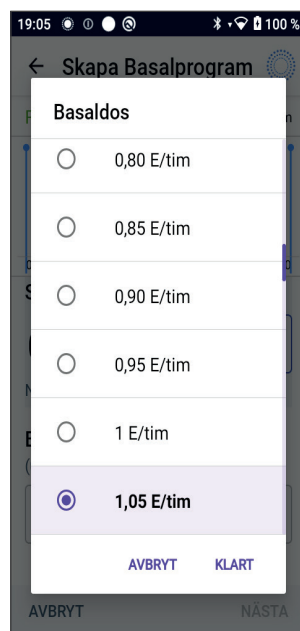 19:05 100 %
Skapa Basalprogram
Basaldos
0,80 E/tim
0,85 E/tim
0,90 E/tim
0,95 E/tim
1 E/tim
1,05 E/tim
AVBRYT KLART
AVBRYT NÄSTA